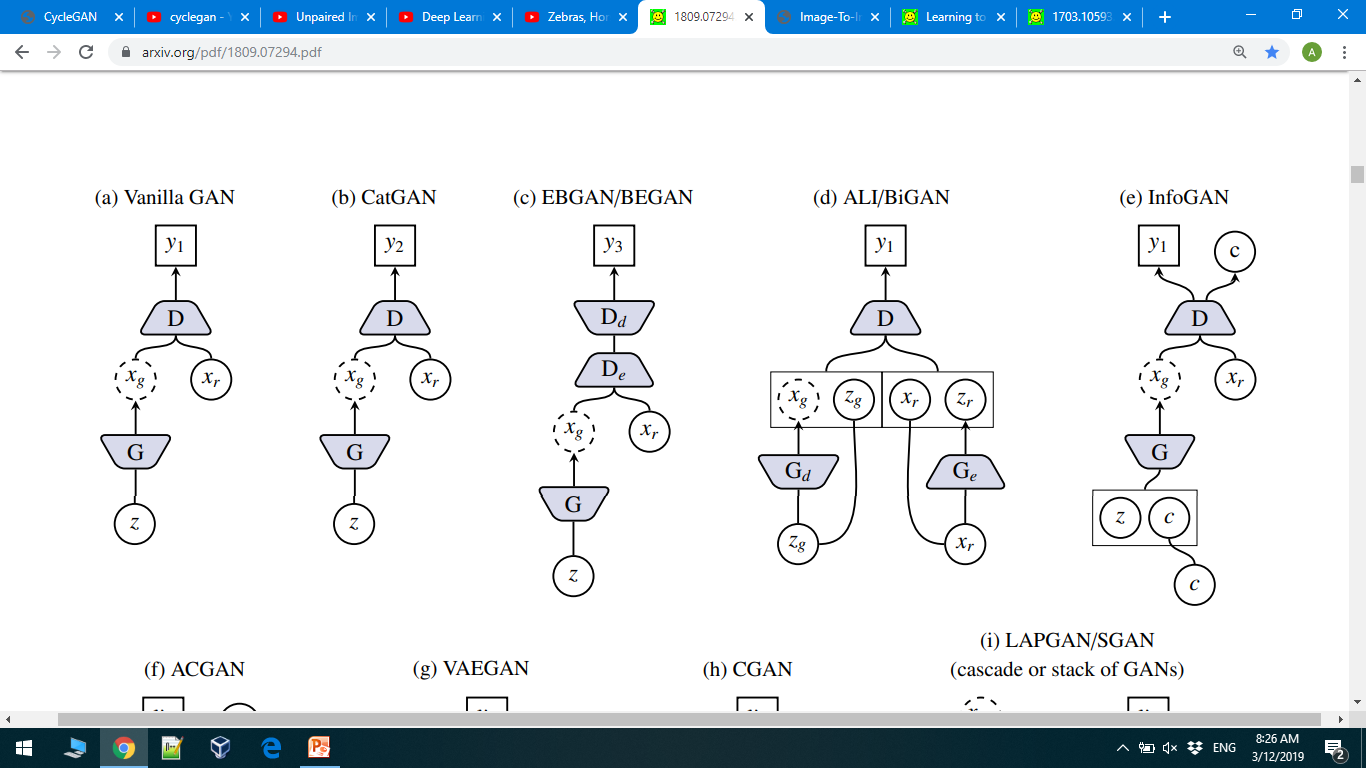 CycleGAN
cyclegan - Y
Unpaired Im
Deep Learn
Zebras, Hor
1809.07294
Image-To-I
Learning to
1703.10593
arxiv.org/pdf/1809.07294.pdf
A
(a) Vanilla GAN
(b) CatGAN
(c) EBGAN/BEGAN
(d) ALI/BiGAN
(e) InfoGAN
y1 y2 y3 y1 y1 c
D D Dd D D
De
xg xr xg xr xg xr xg zg xr zr xg xr
G G G Gd Ge G
z z z zg xr z c
c
(f) ACGAN
(g) VAEGAN
(h) CGAN
(i) LAPGAN/SGAN
(cascade or stack of GANs)
ENG
8:26 AM
3/12/2019
2